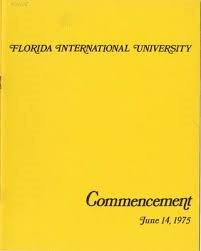 FLORIDA INTERNATIONAL UNIVERSITY
Commencement
June 14, 1975